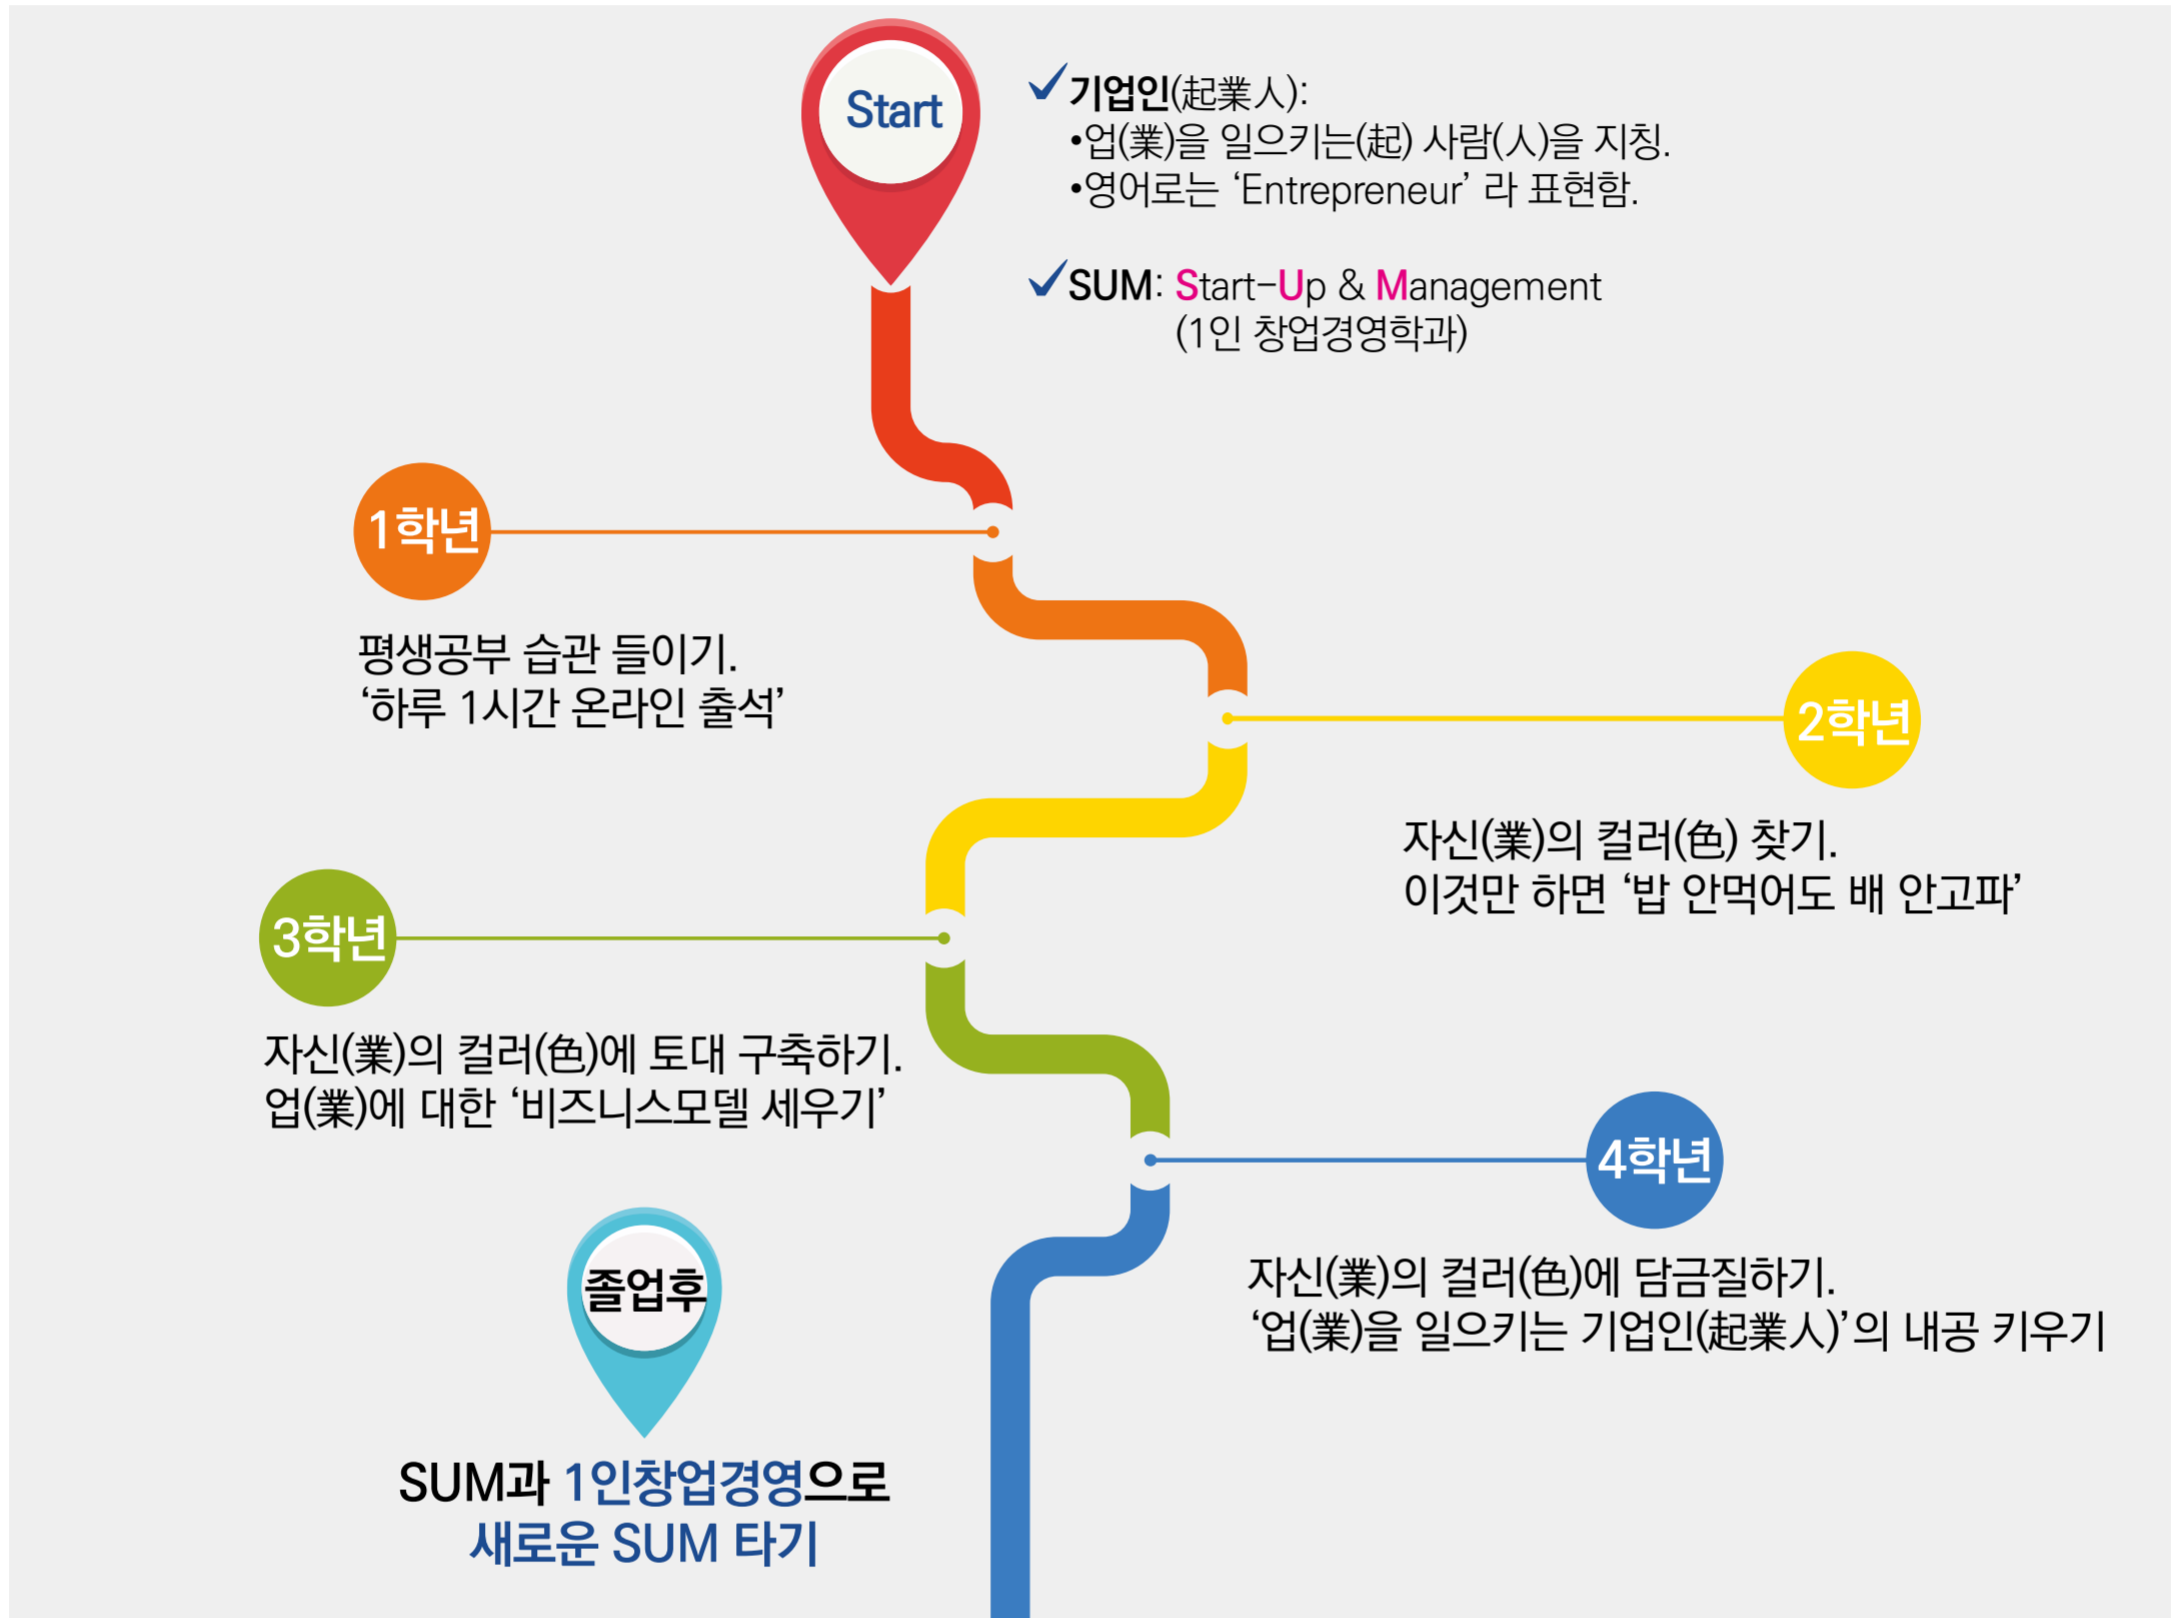 Start
기업인(起業人):
•업(業)을 일으키는(起) 사람(人)을 지칭.
•영어로는 ‘Entrepreneur’ 라 표현함.
SUM: Start-Up & Management
(1인 창업경영학과)
1학년
평생공부 습관 들이기.
‘하루 1시간 온라인 출석’
2학년
자신(業)의 컬러(色) 찾기.
이것만 하면 ‘밥 안먹어도 배 안고파’
3학년
자신(業)의 컬러(色)에 토대 구축하기.
업(業)에 대한 ‘비즈니스모델 세우기’
4학년
자신(業)의 컬러(色)에 담금질하기.
‘업(業)을 일으키는 기업인(起業人)’의 내공 키우기
졸업후
SUM과 1인창업경영으로
새로운 SUM 타기